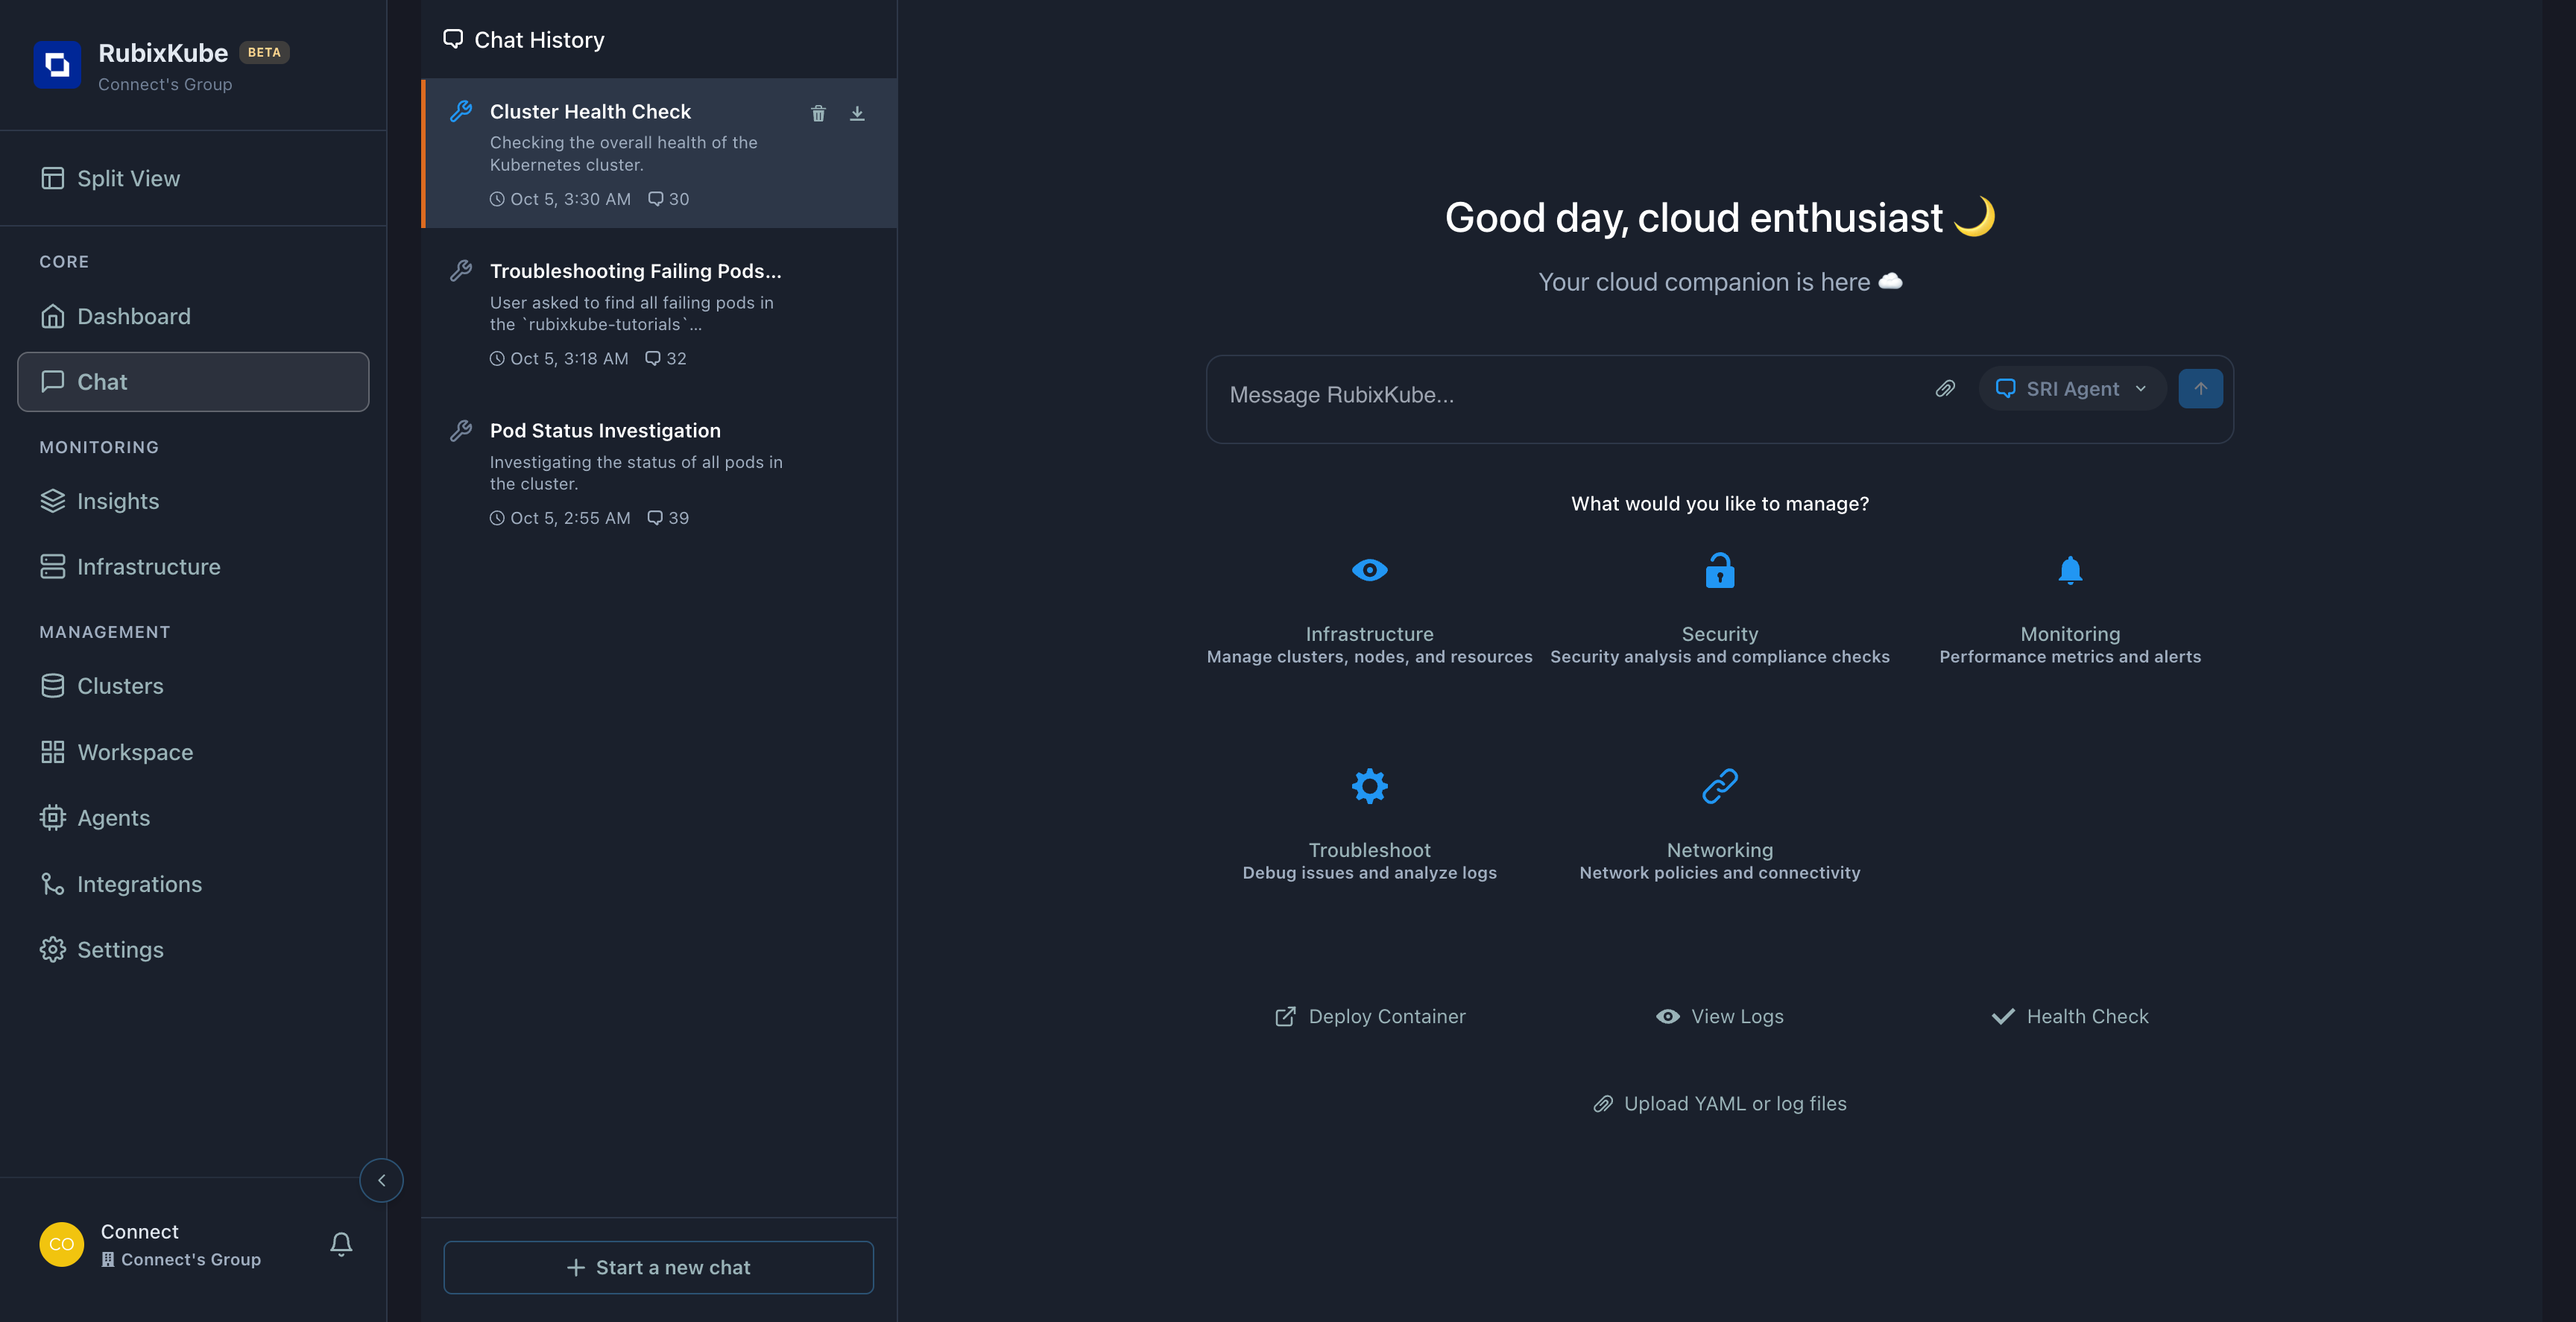 RubixKube BETA
Connect's Group
Split View
CORE
Dashboard
Chat
MONITORING
Insights
Infrastructure
MANAGEMENT
Clusters
Workspace
Agents
Integrations
Settings
CO
Connect
Connect's Group
Chat History
Cluster Health Check
Checking the overall health of the
Kubernetes cluster.
Oct 5, 3:30 AM 30
Troubleshooting Failing Pods...
User asked to find all failing pods in
the `rubixkube-tutorials`...
Oct 5, 3:18 AM 32
Pod Status Investigation
Investigating the status of all pods in
the cluster.
Oct 5, 2:55 AM 39
Start a new chat
Good day, cloud enthusiast 🌙
Your cloud companion is here ☁️
Message RubixKube...
SRI Agent
What would you like to manage?
Infrastructure
Manage clusters, nodes, and resources
Security
Security analysis and compliance checks
Monitoring
Performance metrics and alerts
Troubleshoot
Debug issues and analyze logs
Networking
Network policies and connectivity
Deploy Container
View Logs
Health Check
Upload YAML or log files